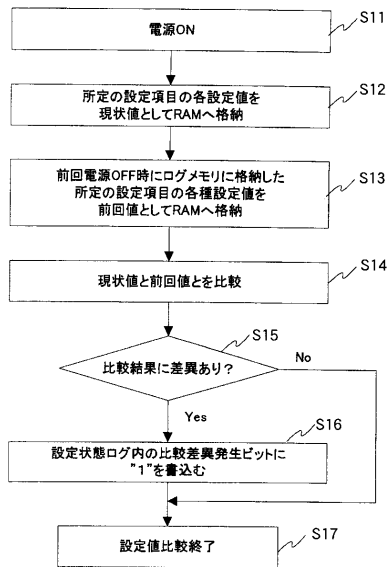 電源ON
S11
所定の設定項目の各設定値を
現状値としてRAMへ格納
S12
前回電源OFF時にログメモリに格納した
所定の設定項目の各種設定値を
前回値としてRAMへ格納
S13
現状値と前回値とを比較
S14
比較結果に差異あり？
S15
No
Yes
設定状態ログ内の比較差異発生ビットに
"1"を書込む
S16
設定値比較終了
S17